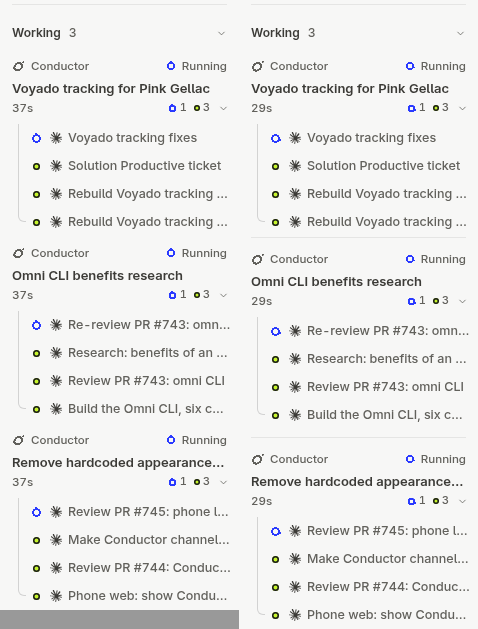 Working 3
Conductor Running
Voyado tracking for Pink Gellac
37s 1 3
Voyado tracking fixes
Solution Productive ticket
Rebuild Voyado tracking ...
Rebuild Voyado tracking ...
Conductor Running
Omni CLI benefits research
37s 1 3
Re-review PR #743: omn...
Research: benefits of an ...
Review PR #743: omni CLI
Build the Omni CLI, six c...
Conductor Running
Remove hardcoded appearance...
37s 1 3
Review PR #745: phone l...
Make Conductor channel...
Review PR #744: Conduc...
Phone web: show Condu...
Working 3
Conductor Running
Voyado tracking for Pink Gellac
29s 1 3
Voyado tracking fixes
Solution Productive ticket
Rebuild Voyado tracking ...
Rebuild Voyado tracking ...
Conductor Running
Omni CLI benefits research
29s 1 3
Re-review PR #743: omn...
Research: benefits of an ...
Review PR #743: omni CLI
Build the Omni CLI, six c...
Conductor Running
Remove hardcoded appearance...
29s 1 3
Review PR #745: phone l...
Make Conductor channel...
Review PR #744: Conduc...
Phone web: show Condu...